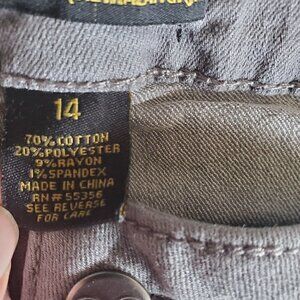 14
70% COTTON
20% POLYESTER
9% RAYON
1% SPANDEX
MADE IN CHINA
RN# 55356
SEE REVERSE
FOR CARE